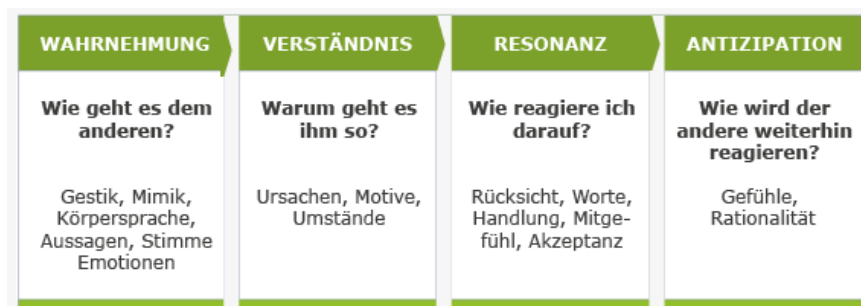 WAHRNEHMUNG
Wie geht es dem
anderen?
Gestik, Mimik,
Körpersprache,
Aussagen, Stimme
Emotionen
VERSTÄNDNIS
Warum geht es
ihm so?
Ursachen, Motive,
Umstände
RESONANZ
Wie reagiere ich
darauf?
Rücksicht, Worte,
Handlung, Mitge-
fühl, Akzeptanz
ANTIZIPATION
Wie wird der
andere weiterhin
reagieren?
Gefühle,
Rationalität